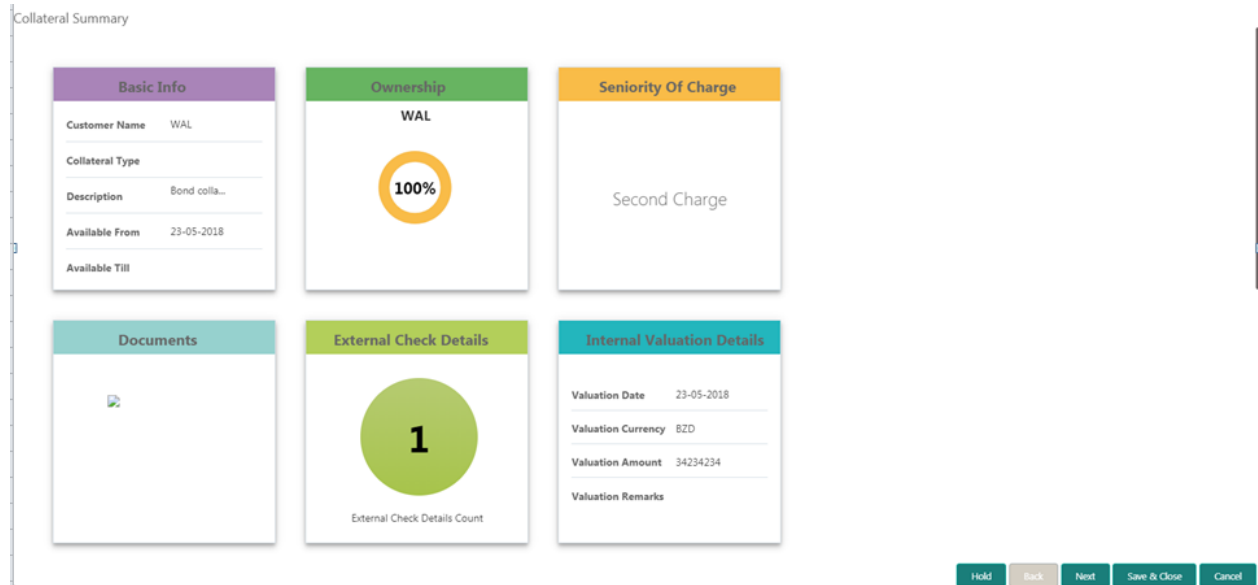 Collateral Summary
Basic Info
Customer Name WAL
Collateral Type
Description Bond colla...
Available From 23-05-2018
Available Till
Ownership
WAL
100%
Seniority Of Charge
Second Charge
Documents
External Check Details
1
External Check Details Count
Internal Valuation Details
Valuation Date 23-05-2018
Valuation Currency BZD
Valuation Amount 34234234
Valuation Remarks
Hold Back Next Save & Close Cancel